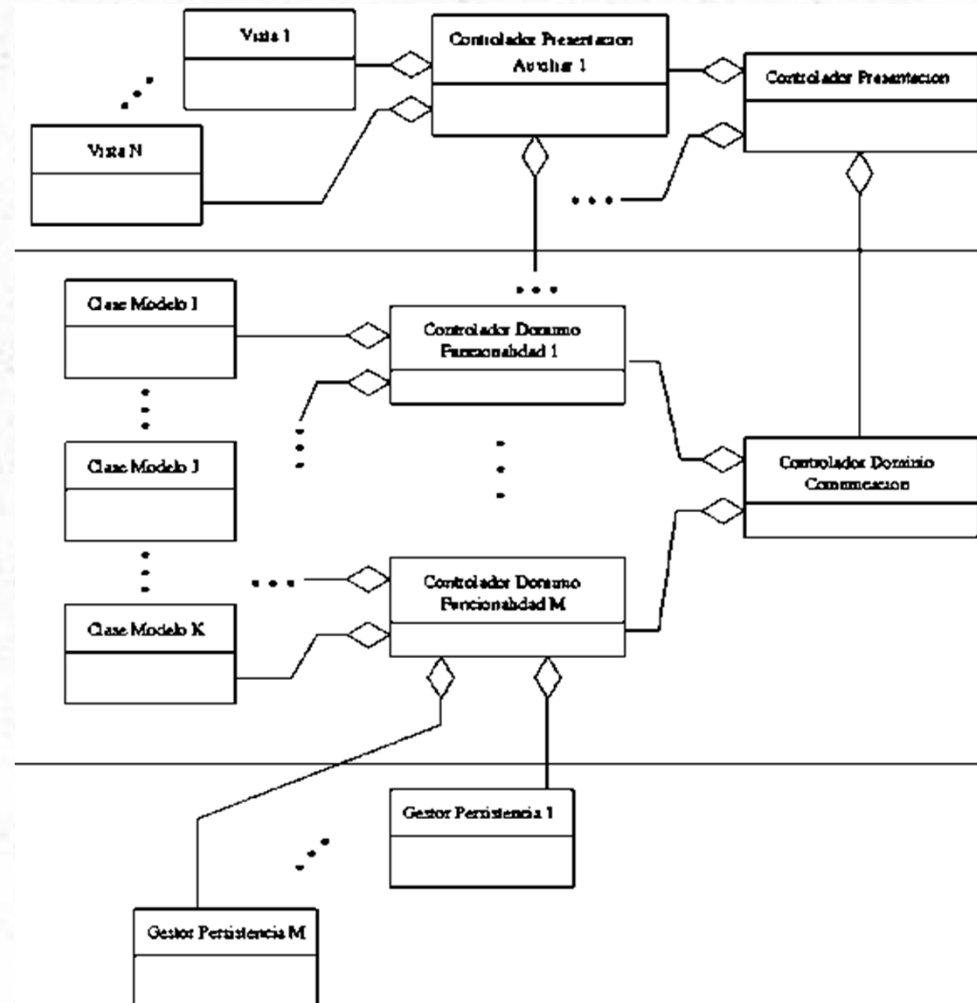 Vista 1
Controlador Presentacion
Auxiliar 1
Controlador Presentacion
Vista N
Clase Modelo 1
Controlador Dominio
Funcionalidad 1
Clase Modelo J
Controlador Dominio
Comunicacion
Controlador Dominio
Funcionalidad M
Clase Modelo K
Gestor Persistencia 1
Gestor Persistencia M